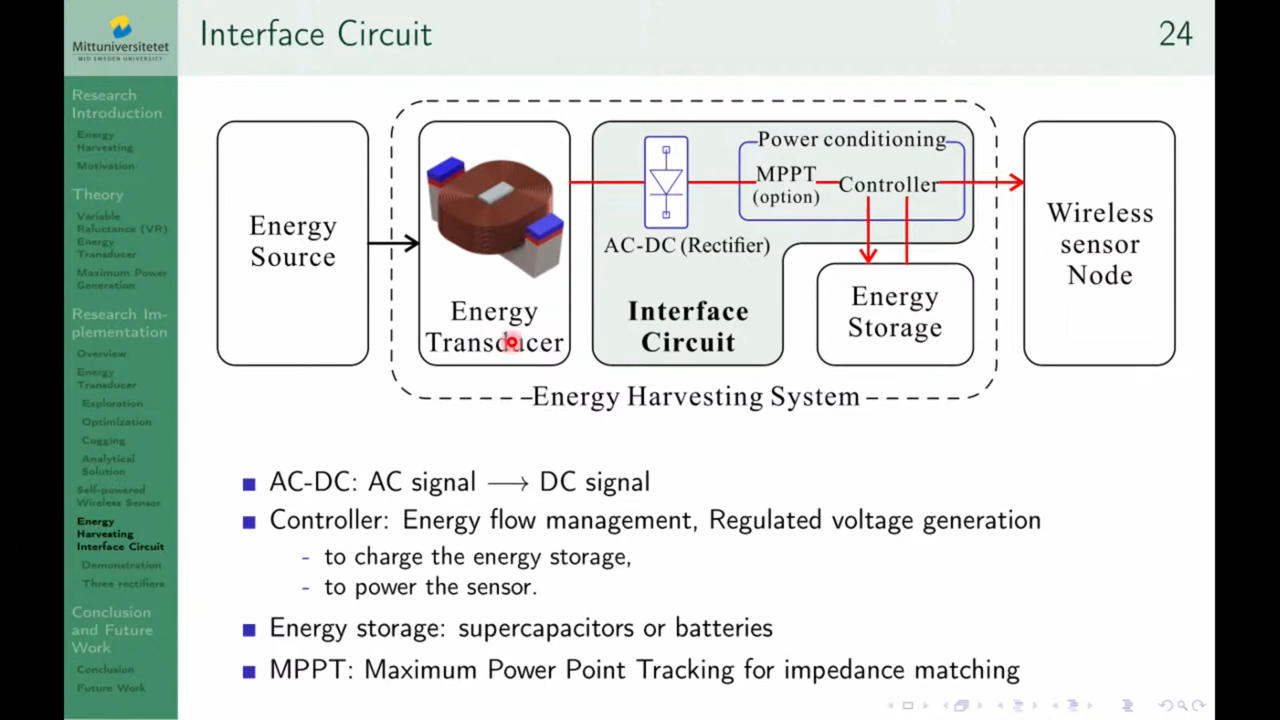 Mittuniversitetet
MID SWEDEN UNIVERSITY
Interface Circuit
24
Research
Introduction
Energy
Harvesting
Motivation
Theory
Variable
Reluctance (VR)
Energy
Transducer
Maximum Power
Generation
Research Im-
plementation
Overview
Energy
Transducer
Exploration
Optimization
Cogging
Analytical
Solution
Self-powered
Wireless Sensor
Energy
Harvesting
Interface Circuit
Demonstration
Three rectifiers
Conclusion
and Future
Work
Conclusion
Future Work
Energy
Source
Energy
Transducer
AC-DC (Rectifier)
Interface
Circuit
Power conditioning
MPPT
(option)
Controller
Energy
Storage
Wireless
sensor
Node
Energy Harvesting System
AC-DC: AC signal ⟶ DC signal
Controller: Energy flow management, Regulated voltage generation
- to charge the energy storage,
- to power the sensor.
Energy storage: supercapacitors or batteries
MPPT: Maximum Power Point Tracking for impedance matching